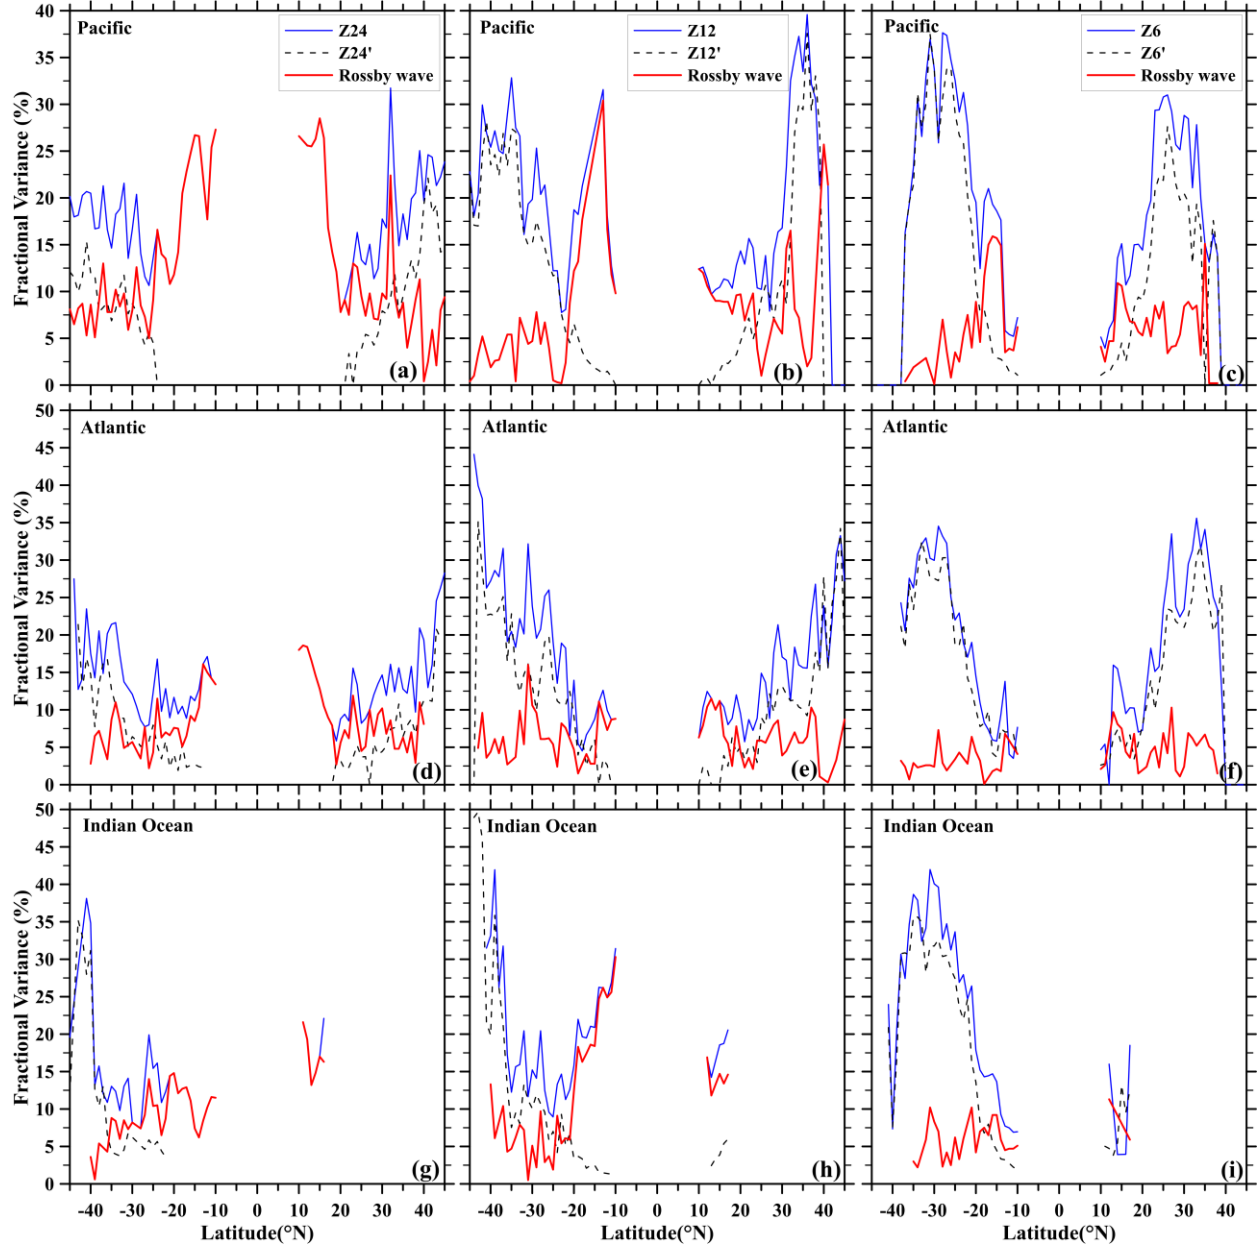 Pacific
Z24
Z24'
Rossby wave
(a)
Pacific
Z12
Z12'
Rossby wave
(b)
Pacific
Z6
Z6'
Rossby wave
(c)
Fractional Variance (%)
40
35
30
25
20
15
10
5
0
Atlantic
(d)
Atlantic
(e)
Atlantic
(f)
Fractional Variance (%)
50
45
40
35
30
25
20
15
10
5
0
Indian Ocean
(g)
Indian Ocean
(h)
Indian Ocean
(i)
Fractional Variance (%)
50
45
40
35
30
25
20
15
10
5
0
-40 -30 -20 -10 0 10 20 30 40
-40 -30 -20 -10 0 10 20 30 40
-40 -30 -20 -10 0 10 20 30 40
Latitude(°N)
Latitude(°N)
Latitude(°N)